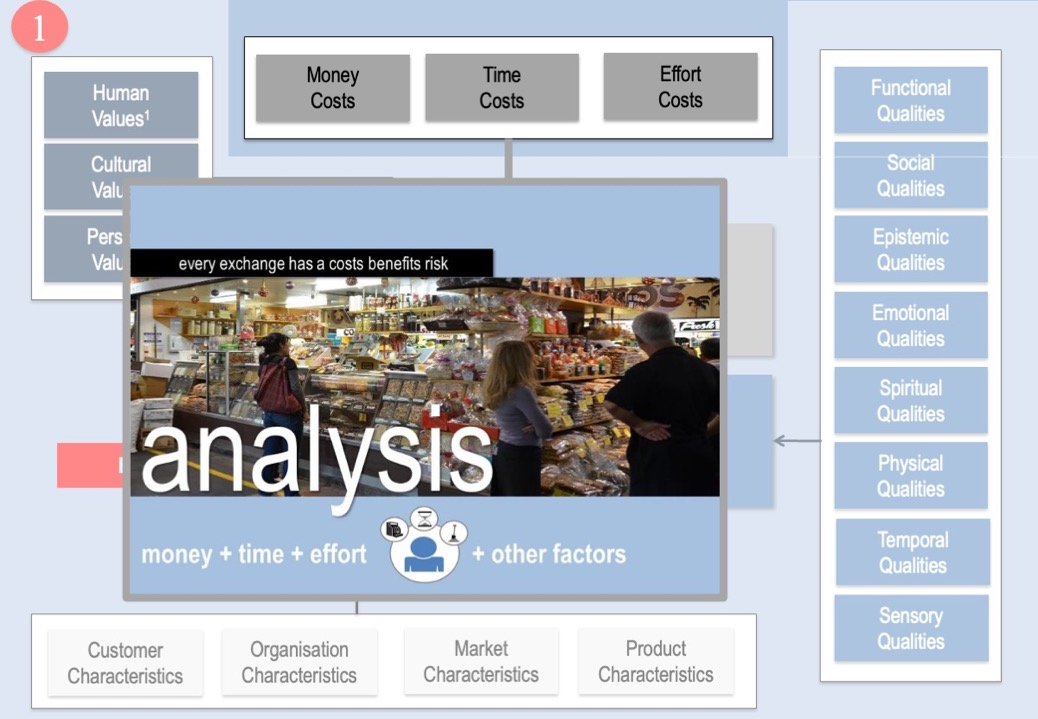 1
Human
Values¹
Cultural
Valu
Pers
Valu
Money
Costs
Time
Costs
Effort
Costs
Functional
Qualities
Social
Qualities
Epistemic
Qualities
Emotional
Qualities
Spiritual
Qualities
Physical
Qualities
Temporal
Qualities
Sensory
Qualities
every exchange has a costs benefits risk
analysis
money + time + effort
+ other factors
Customer
Characteristics
Organisation
Characteristics
Market
Characteristics
Product
Characteristics